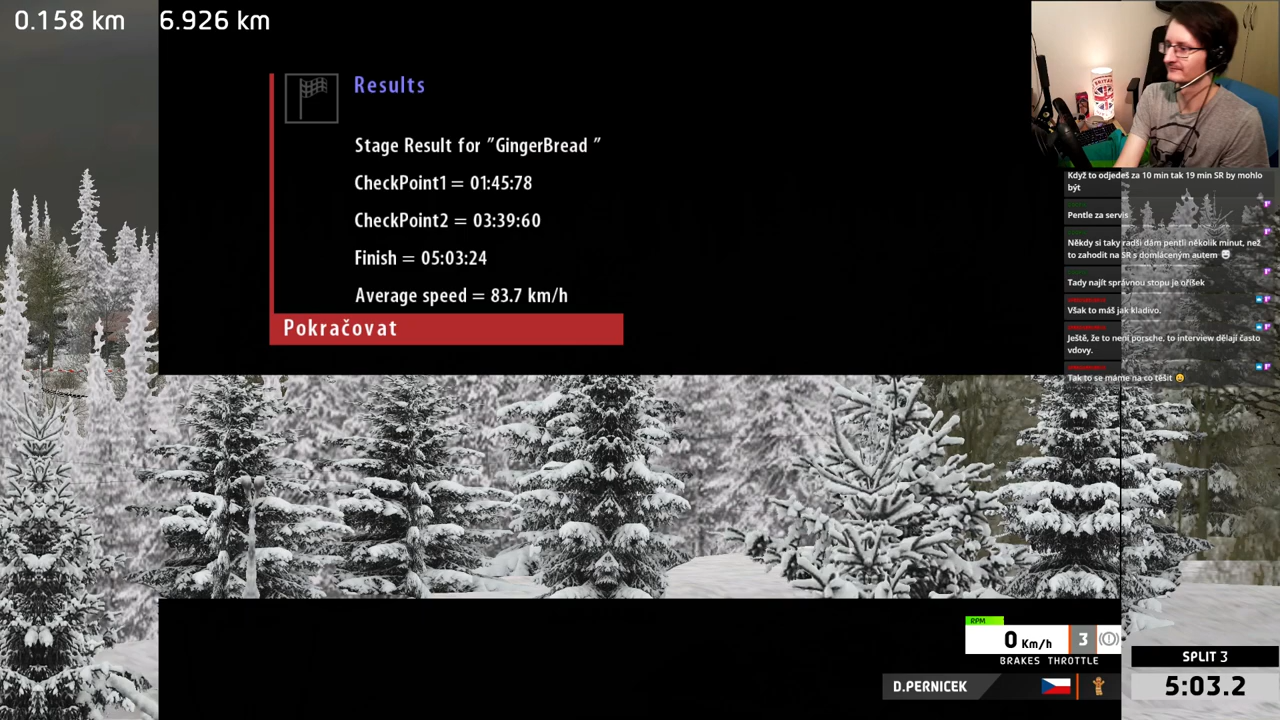 0.158 km 6.926 km
Results
Stage Result for "GingerBread "
CheckPoint1 = 01:45:78
CheckPoint2 = 03:39:60
Finish = 05:03:24
Average speed = 83.7 km/h
Pokračovat
Když to odjedeš za 10 min tak 19 min SR by mohlo
být
Pentle za servis
Někdy si taky radši dám pentli několik minut, než
to zahodit na SR s domláceným autem
Tady najít správnou stopu je oříšek
Však to máš jak kladivo.
Ještě, že to není porsche, to interview dělají často
vdovy.
Tak to se máme na co těšit
RPM
0 Km/h 3
BRAKES THROTTLE
D.PERNICEK
SPLIT 3
5:03.2